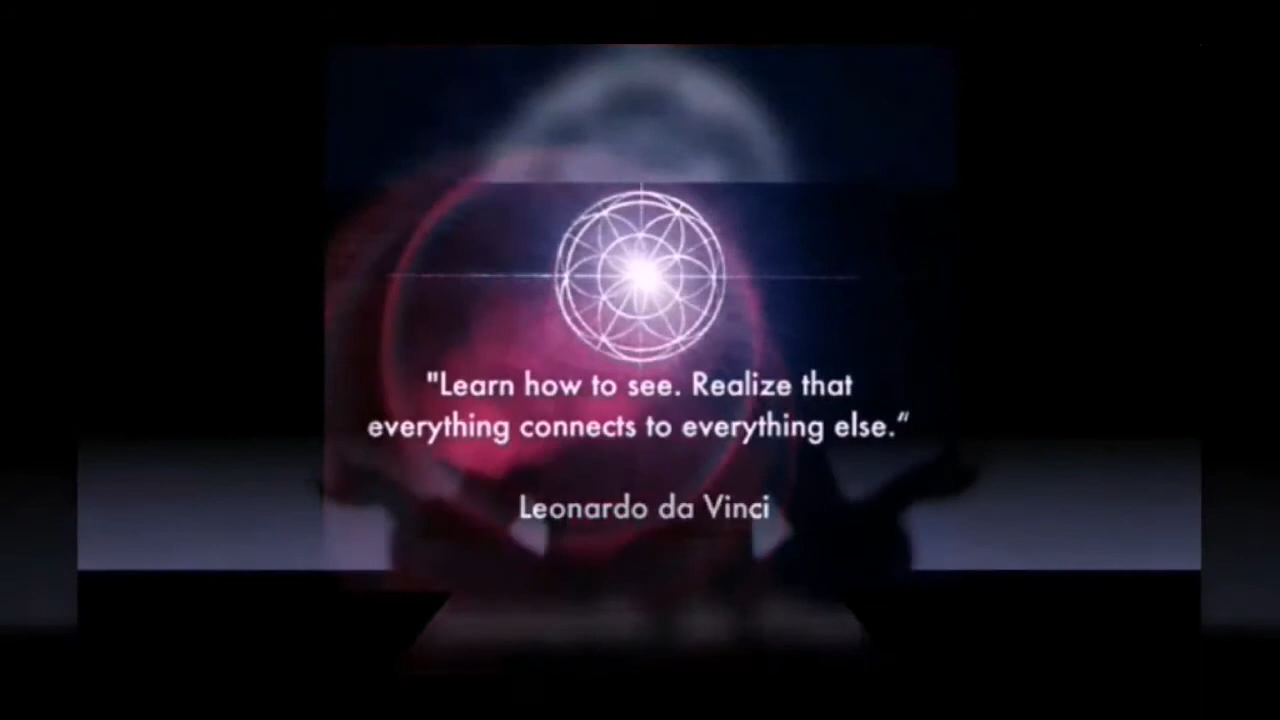 "Learn how to see. Realize that
everything connects to everything else.“
Leonardo da Vinci